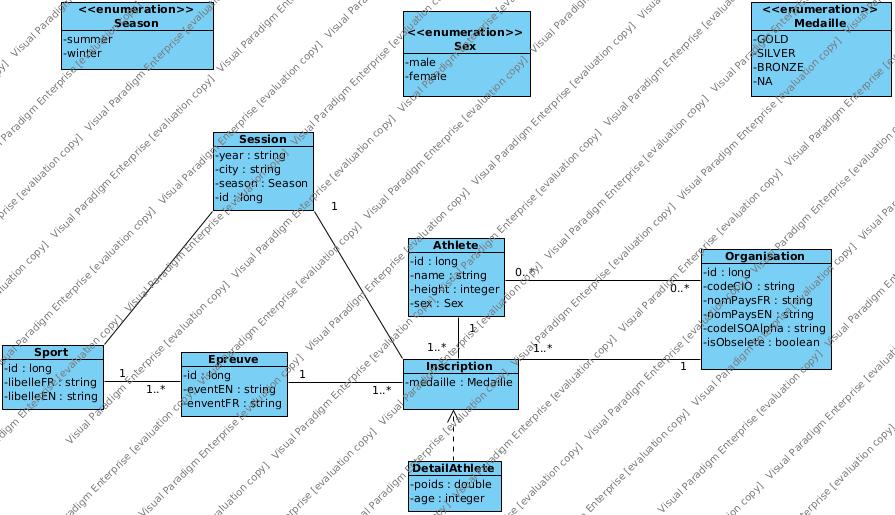 <<enumeration>>
Season
-summer
-winter
<<enumeration>>
Sex
-male
-female
<<enumeration>>
Medaille
-GOLD
-SILVER
-BRONZE
-NA
Session
-year : string
-city : string
-season : Season
-id : long
1
Athlete
-id : long
-name : string
-height : integer
-sex : Sex
0..*
0..*
Organisation
-id : long
-codeCIO : string
-nomPaysFR : string
-nomPaysEN : string
-codeISOAlpha : string
-isObselete : boolean
1
1..*
1..*
1
Sport
-id : long
-libelleFR : string
-libelleEN : string
1
1..*
Epreuve
-id : long
-eventEN : string
-enventFR : string
1
1..*
Inscription
-medaille : Medaille
DetailAthlete
-poids : double
-age : integer
Visual Paradigm Enterprise [evaluation copy]